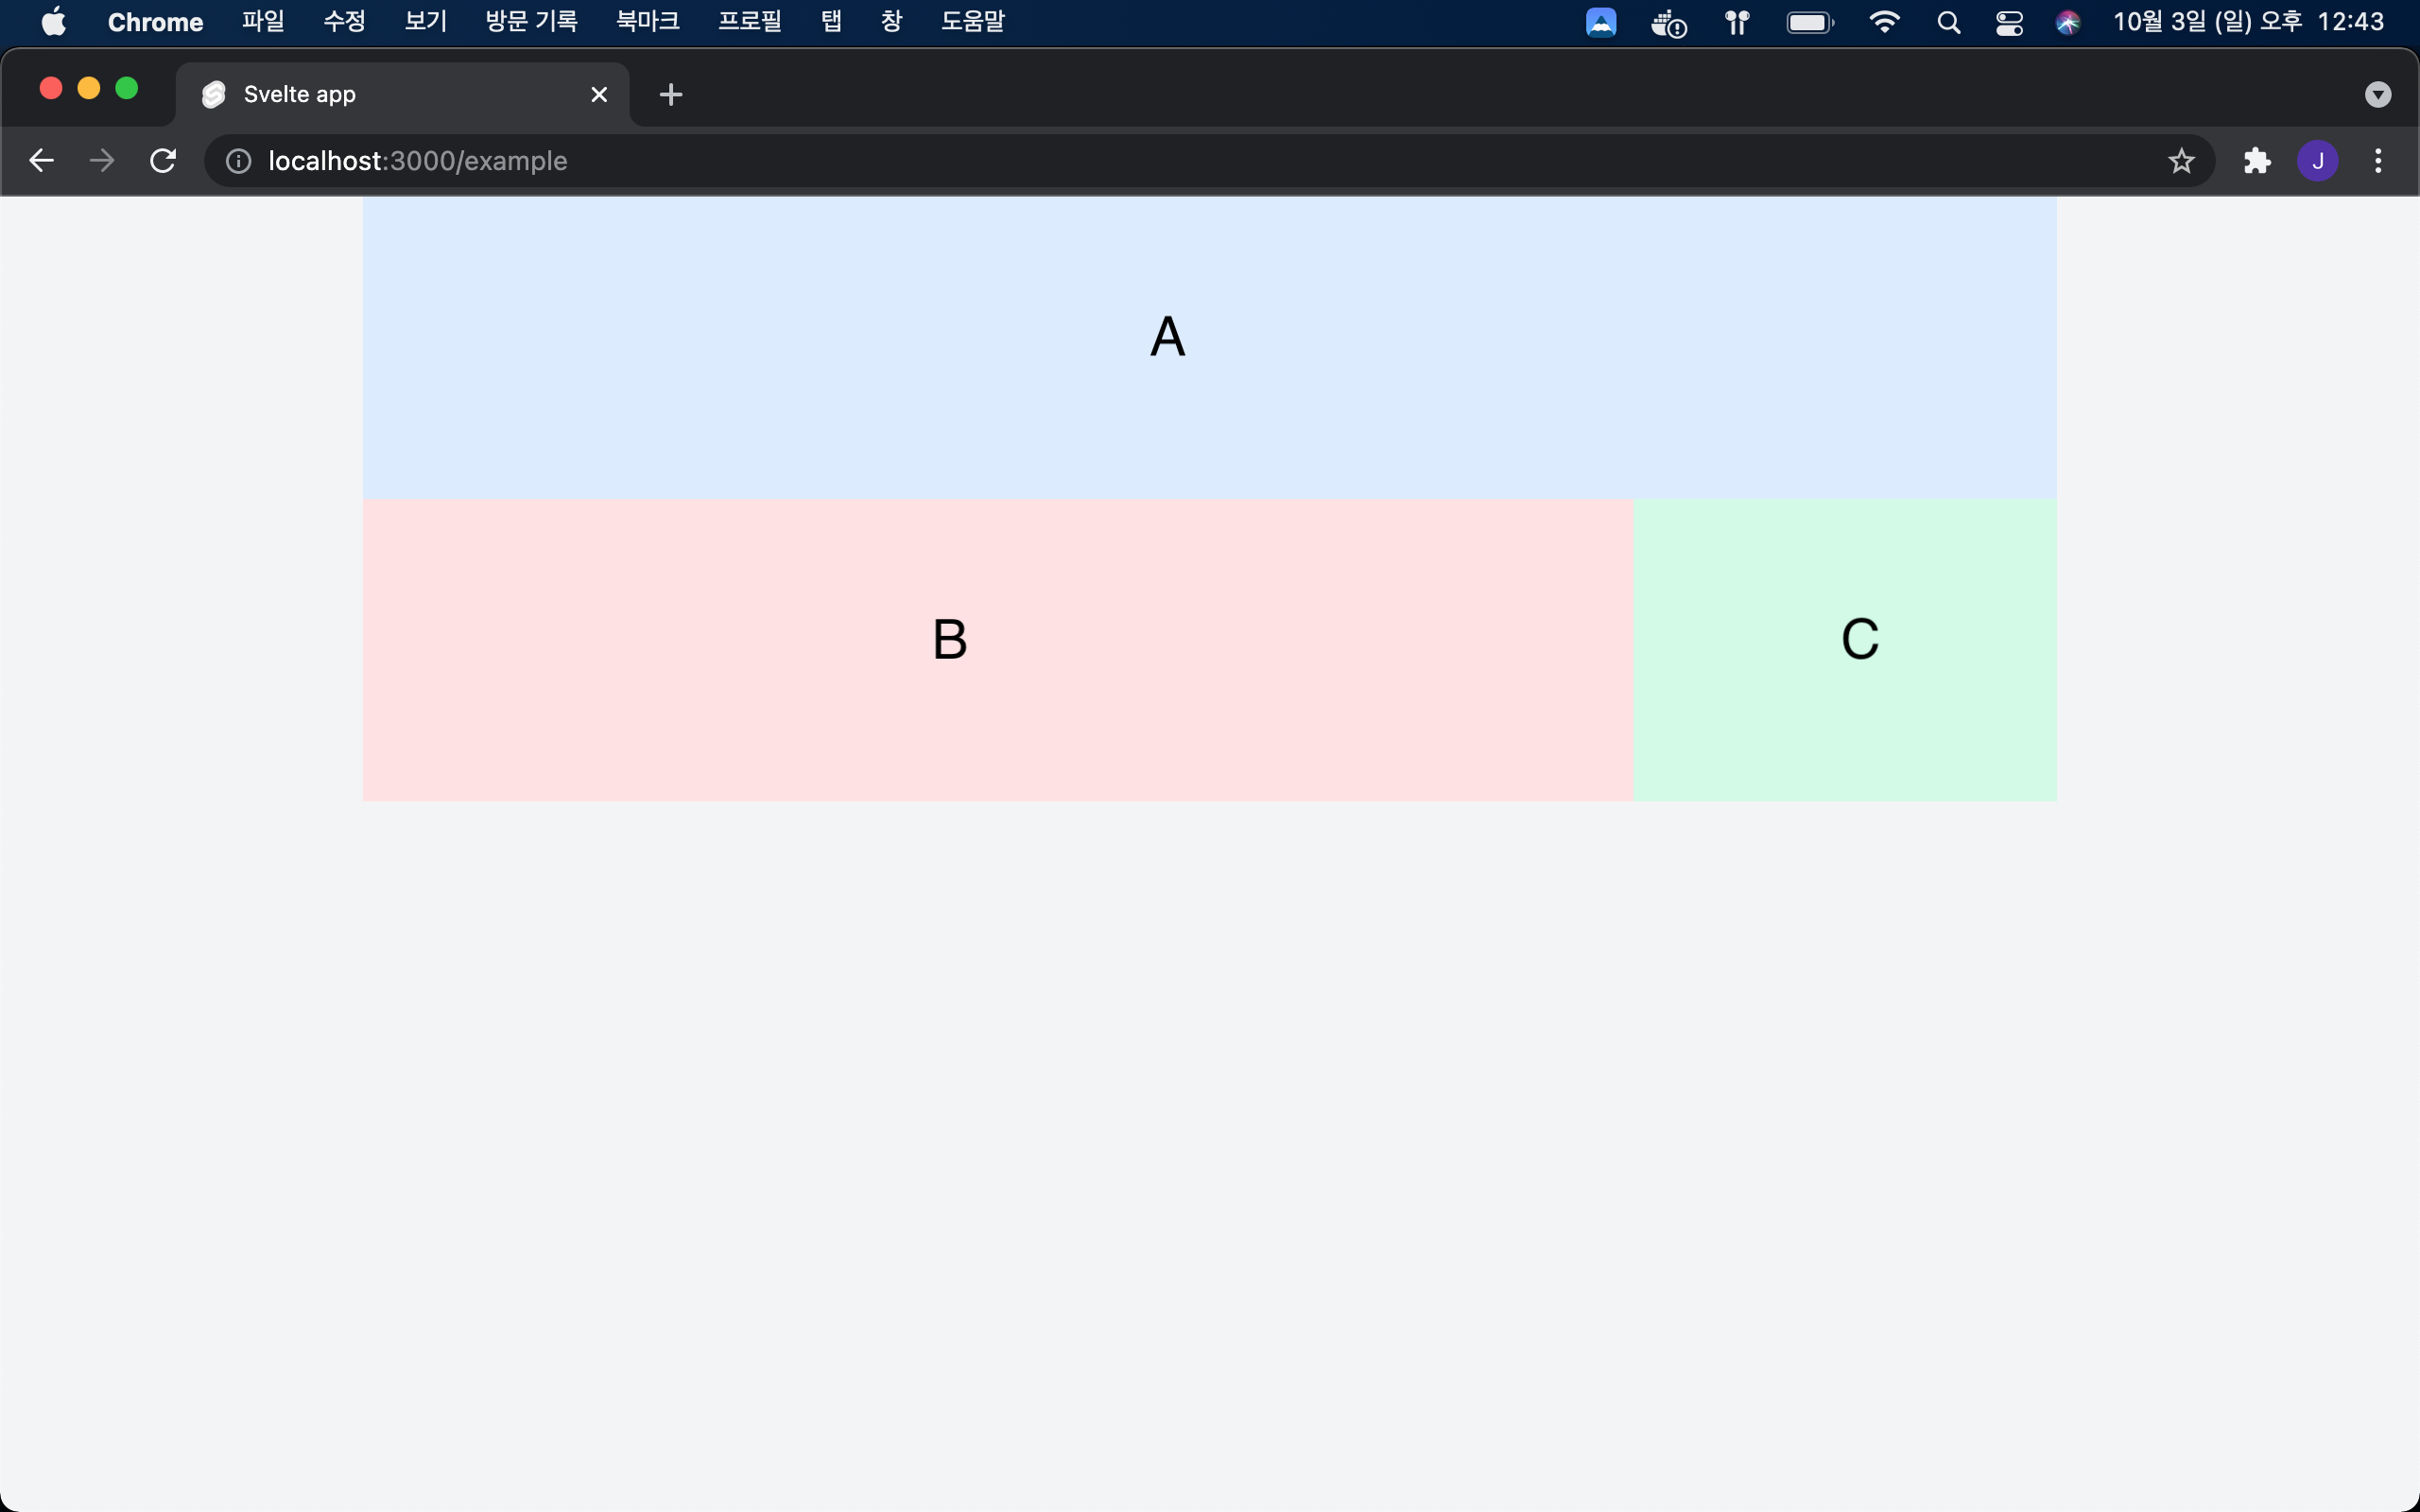 Chrome 파일 수정 보기 방문 기록 북마크 프로필 탭 창 도움말 10월 3일 (일) 오후 12:43
Svelte app
localhost:3000/example J
A
B C